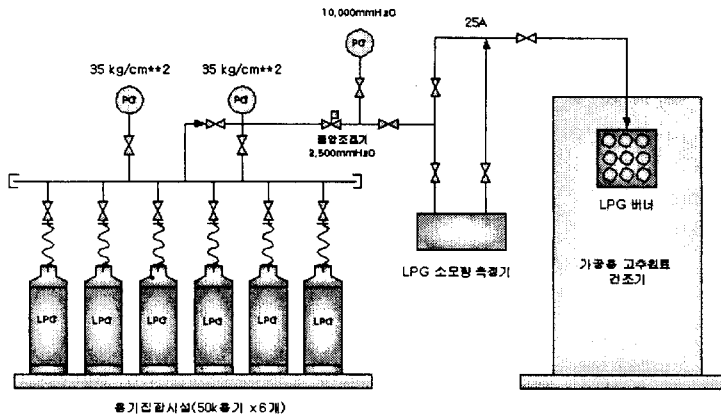 10,000mmH2O
25A
35 kg/cm**2
35 kg/cm**2
PG
PG
PG
중압조정기
2,500mmH2O
LPG 버너
LPG 소모량 측정기
가공용 고추원료
건조기
LPG
LPG
LPG
LPG
LPG
LPG
용기집합시설(50k용기 x6개)